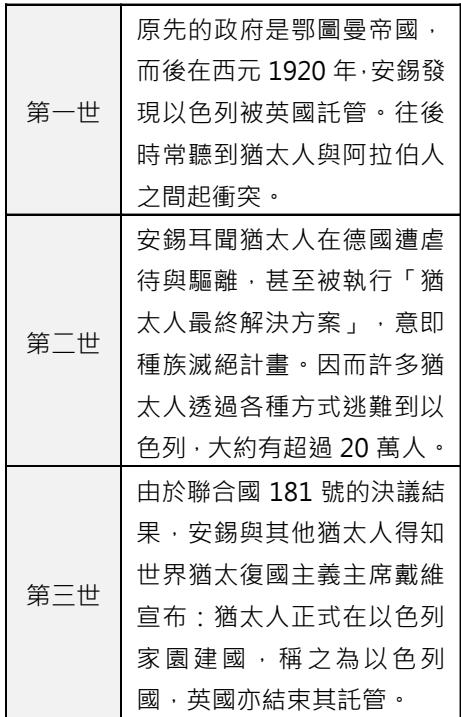 原先的政府是鄂圖曼帝國，
而後在西元 1920 年，安錫發
第一世
現以色列被英國託管。往後
時常聽到猶太人與阿拉伯人
之間起衝突。
安錫耳聞猶太人在德國遭虐
待與驅離，甚至被執行「猶
太人最終解決方案」，意即
第二世
種族滅絕計畫。因而許多猶
太人透過各種方式逃難到以
色列，大約有超過 20 萬人。
由於聯合國 181 號的決議結
果，安錫與其他猶太人得知
世界猶太復國主義主席戴維
第三世
宣布：猶太人正式在以色列
家園建國，稱之為以色列
國，英國亦結束其託管。